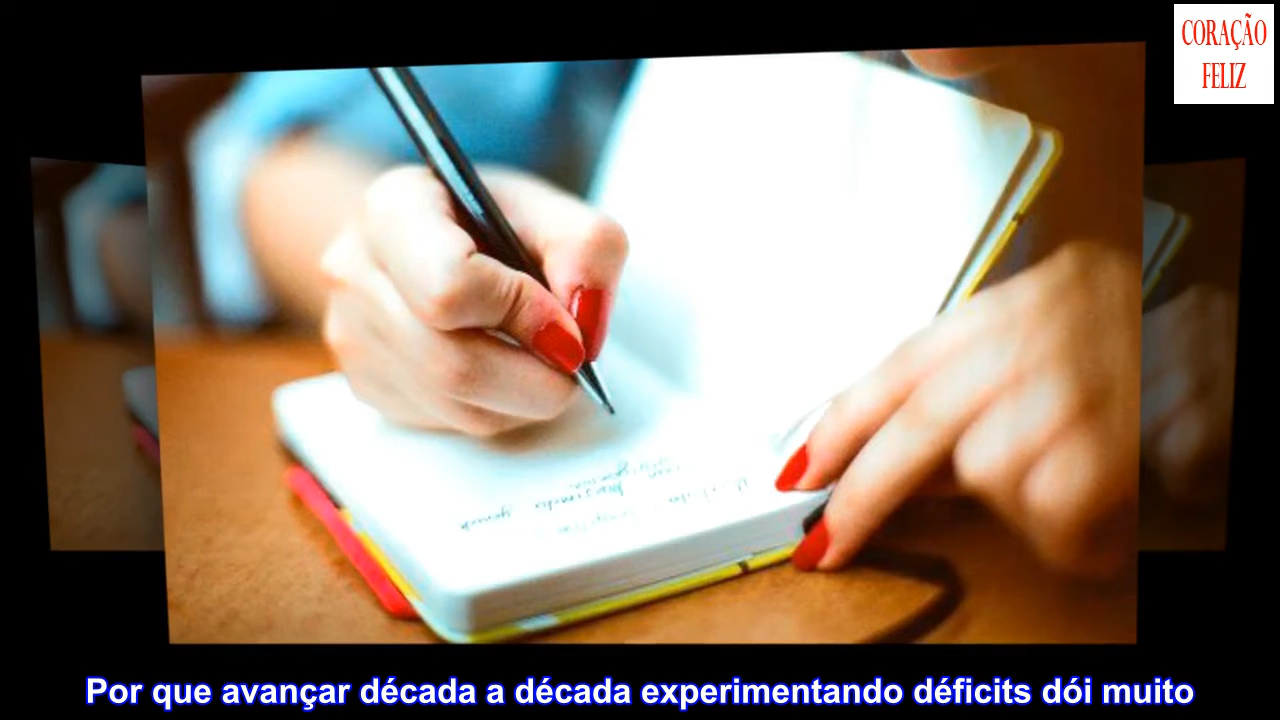 CORAÇÃO
FELIZ
Por que avançar década a década experimentando déficits dói muito